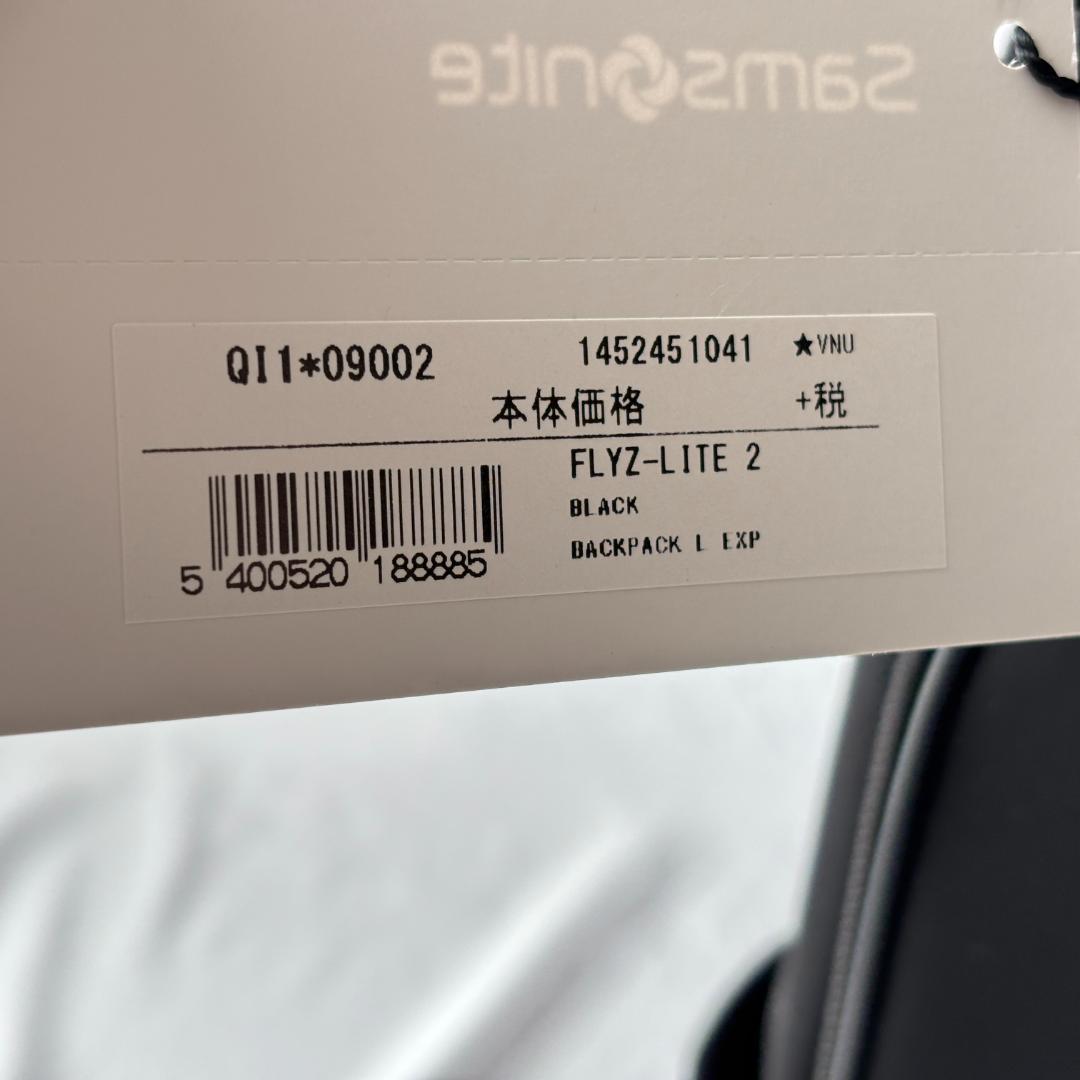 Samsonite
QI1*09002 1452451041 ★VNU
本体価格 +税
FLYZ-LITE 2
BLACK
BACKPACK L EXP
5 400520 188885